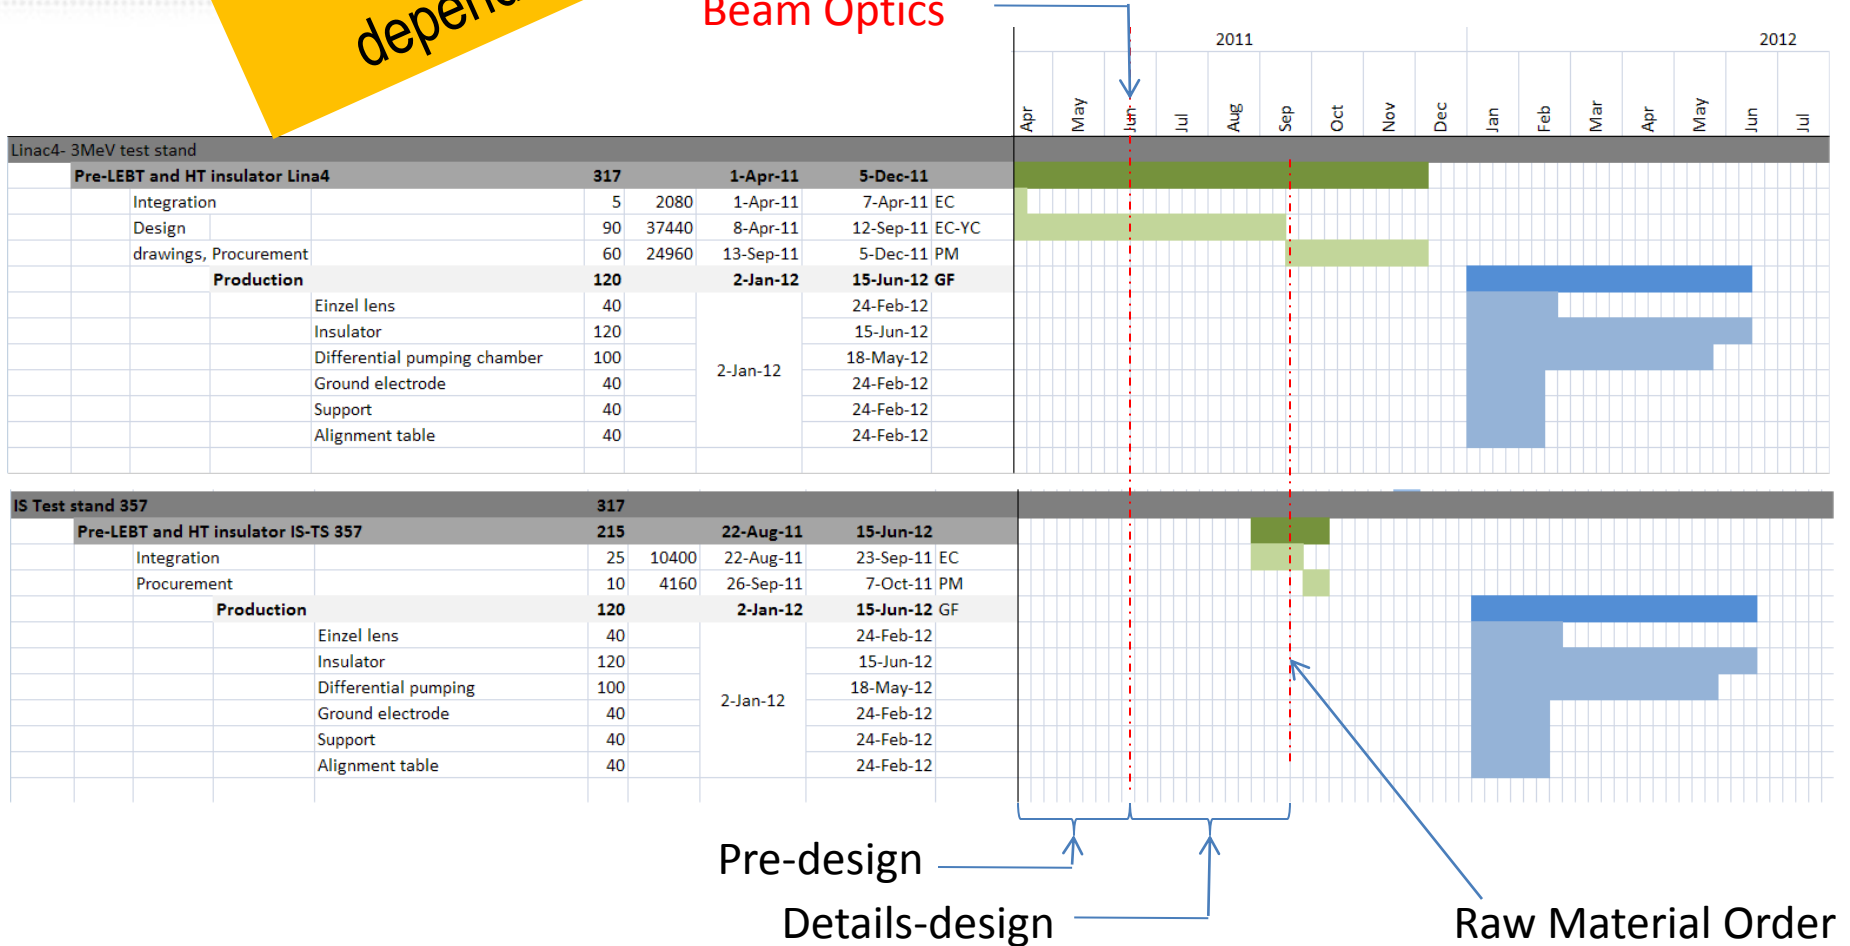 Beam Optics
2011 2012
Apr May Jun Jul Aug Sep Oct Nov Dec Jan Feb Mar Apr May Jun Jul
Linac4- 3MeV test stand
Pre-LEBT and HT insulator Lina4 317 1-Apr-11 5-Dec-11
Integration 5 2080 1-Apr-11 7-Apr-11 EC
Design 90 37440 8-Apr-11 12-Sep-11 EC-YC
drawings, Procurement 60 24960 13-Sep-11 5-Dec-11 PM
Production 120 2-Jan-12 15-Jun-12 GF
Einzel lens 40 24-Feb-12
Insulator 120 15-Jun-12
Differential pumping chamber 100 18-May-12
2-Jan-12
Ground electrode 40 24-Feb-12
Support 40 24-Feb-12
Alignment table 40 24-Feb-12
IS Test stand 357 317
Pre-LEBT and HT insulator IS-TS 357 215 22-Aug-11 15-Jun-12
Integration 25 10400 22-Aug-11 23-Sep-11 EC
Procurement 10 4160 26-Sep-11 7-Oct-11 PM
Production 120 2-Jan-12 15-Jun-12 GF
Einzel lens 40 24-Feb-12
Insulator 120 15-Jun-12
Differential pumping 100 18-May-12
2-Jan-12
Ground electrode 40 24-Feb-12
Support 40 24-Feb-12
Alignment table 40 24-Feb-12
Pre-design
Details-design
Raw Material Order